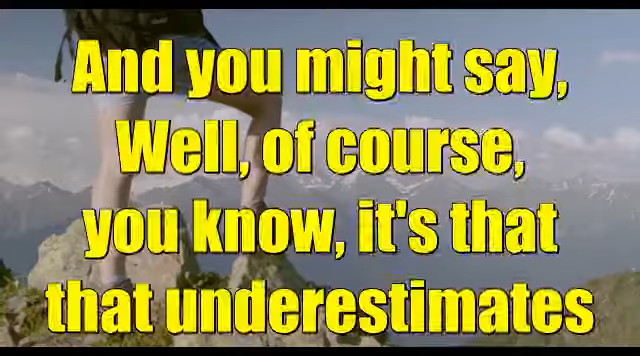 And you might say,
Well, of course,
you know, it's that
that underestimates